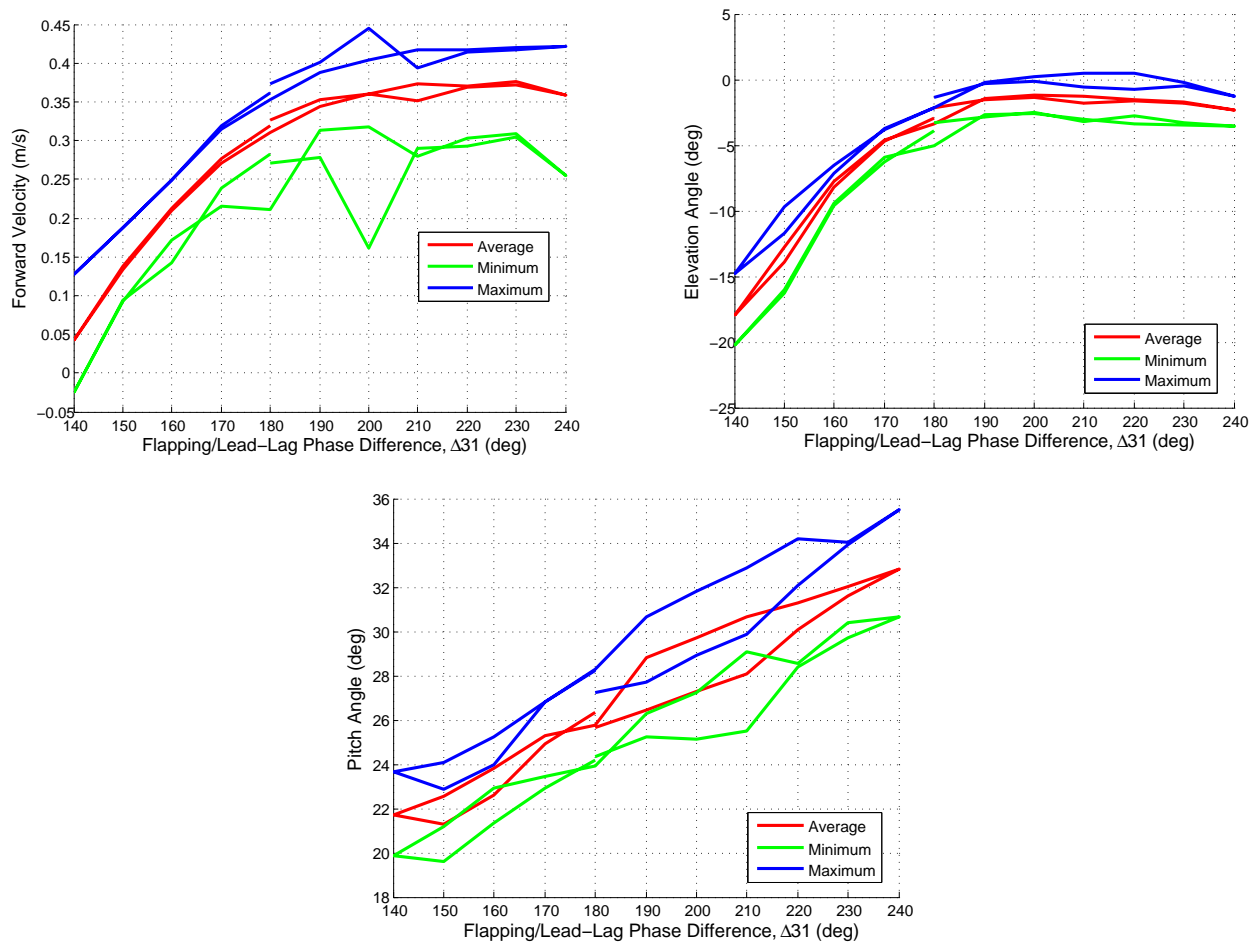 0.45
0.4
0.35
0.3
0.25
0.2
0.15
0.1
0.05
0
−0.05
Forward Velocity (m/s)
140 150 160 170 180 190 200 210 220 230 240
Flapping/Lead−Lag Phase Difference, Δ31 (deg)
Average
Minimum
Maximum
5
0
−5
−10
−15
−20
−25
Elevation Angle (deg)
140 150 160 170 180 190 200 210 220 230 240
Flapping/Lead−Lag Phase Difference, Δ31 (deg)
Average
Minimum
Maximum
36
34
32
30
28
26
24
22
20
18
Pitch Angle (deg)
140 150 160 170 180 190 200 210 220 230 240
Flapping/Lead−Lag Phase Difference, Δ31 (deg)
Average
Minimum
Maximum